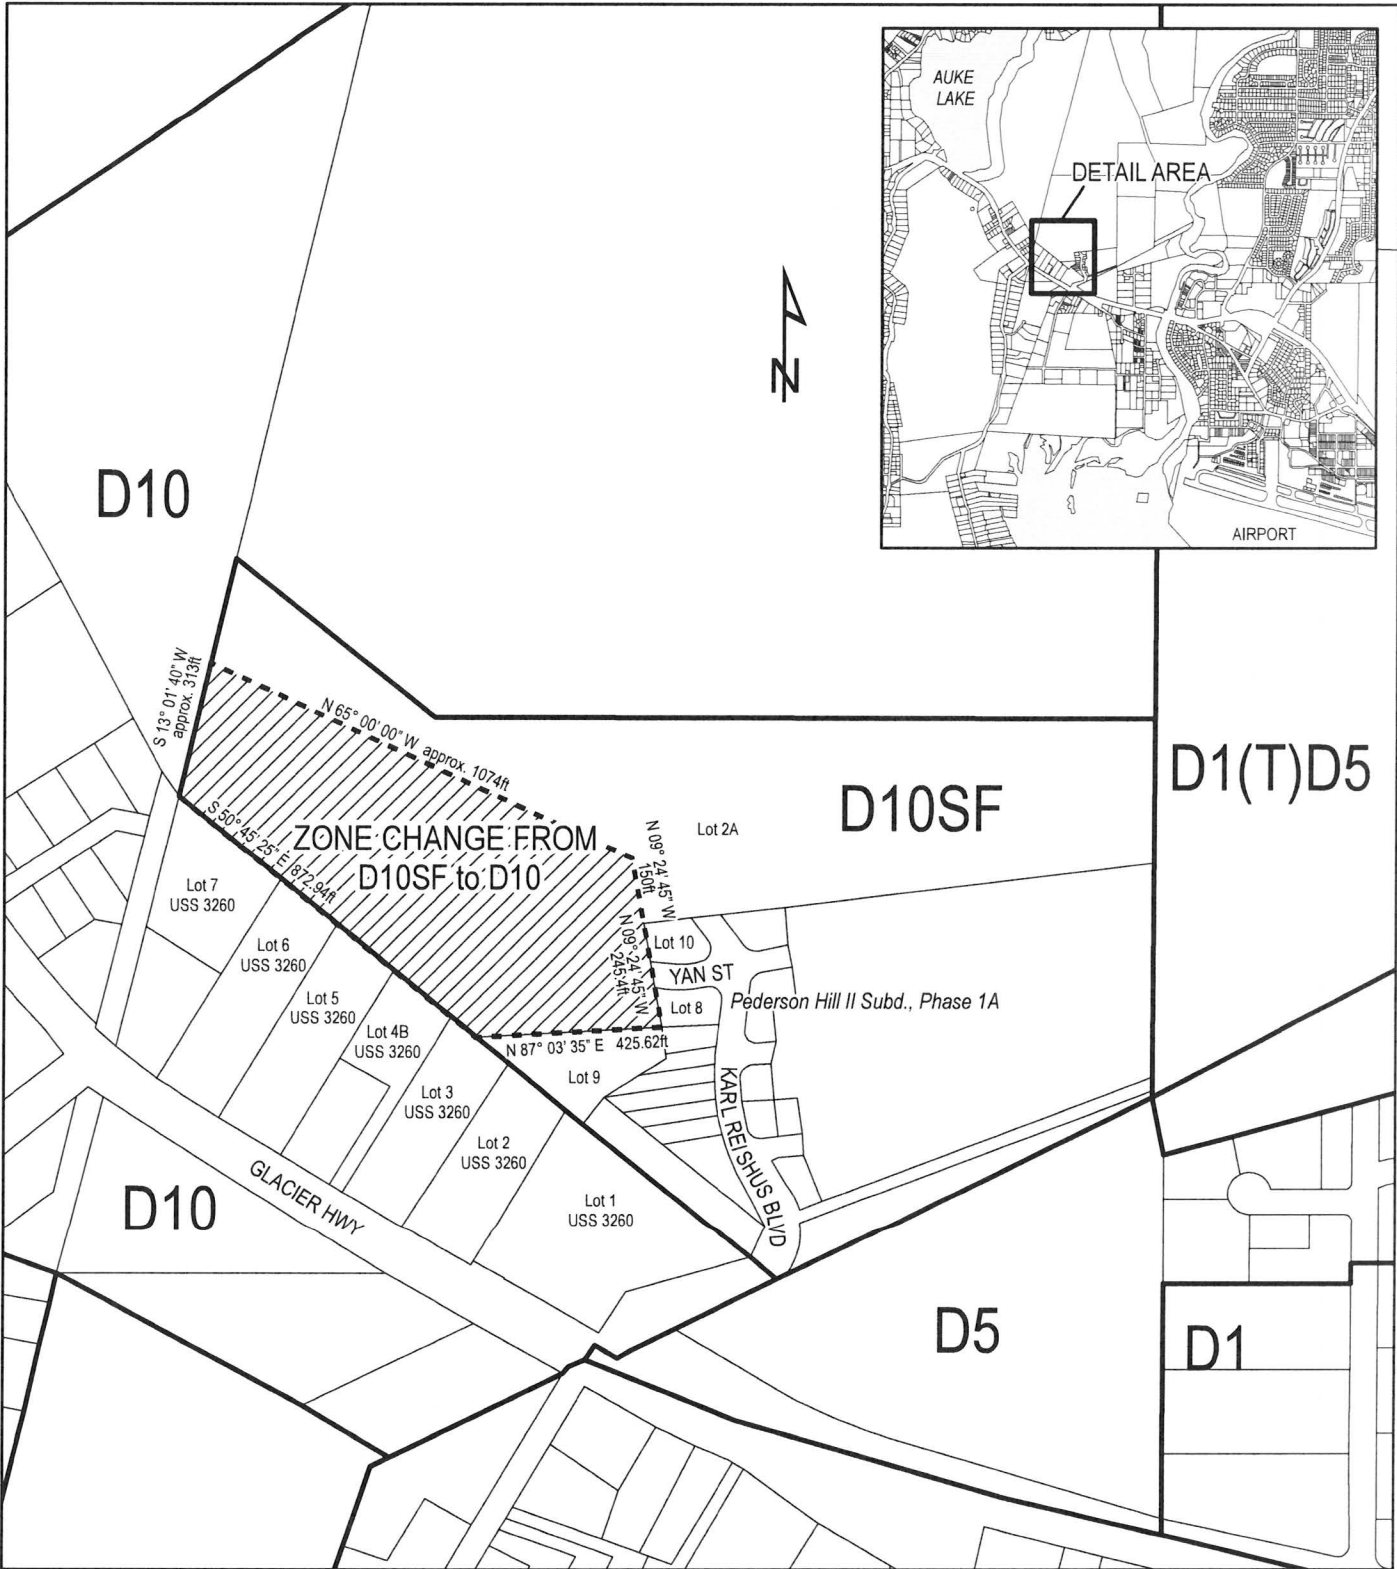 AUKE
LAKE
DETAIL AREA
AIRPORT
N
D10
S 13° 01' 40" W
approx. 313ft
N 65° 00' 00" W approx. 1074ft
D1(T)D5
D10SF
Lot 2A
ZONE CHANGE FROM
D10SF to D10
S 50° 45' 25" E 872.94ft
N 09° 24' 45" W
150ft
N 09° 24' 45" W
245.4ft
Lot 7
USS 3260
Lot 6
USS 3260
Lot 5
USS 3260
Lot 4B
USS 3260
Lot 3
USS 3260
Lot 2
USS 3260
Lot 1
USS 3260
Lot 10
YAN ST
Lot 8
Pederson Hill II Subd., Phase 1A
N 87° 03' 35" E 425.62ft
Lot 9
KARL REISHUS BLVD
GLACIER HWY
D10
D5
D1